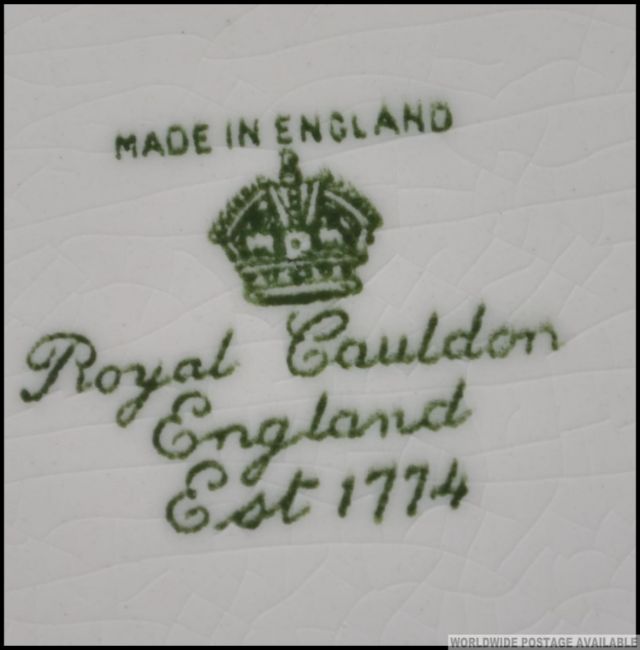 MADE IN ENGLAND
Royal Cauldon
England
Est 1774
WORLDWIDE POSTAGE AVAILABLE